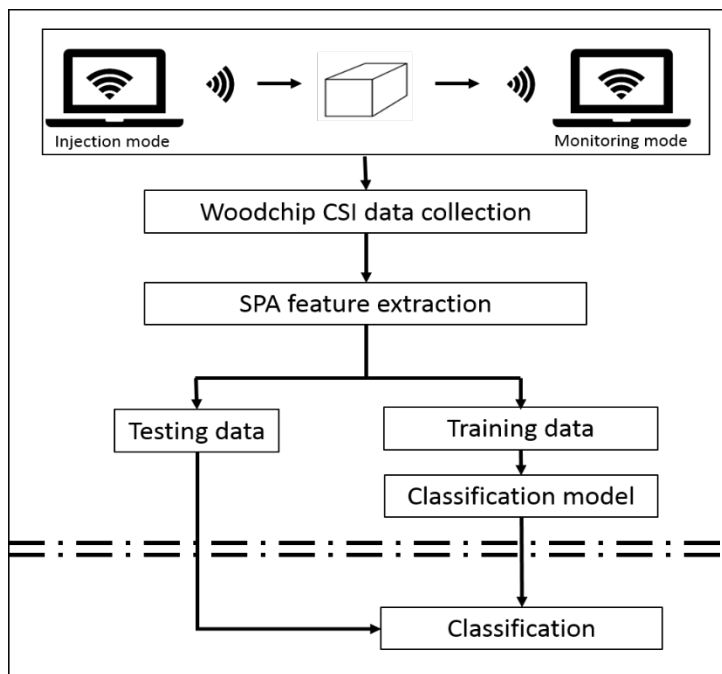 Injection mode
Monitoring mode
Woodchip CSI data collection
SPA feature extraction
Testing data
Training data
Classification model
Classification